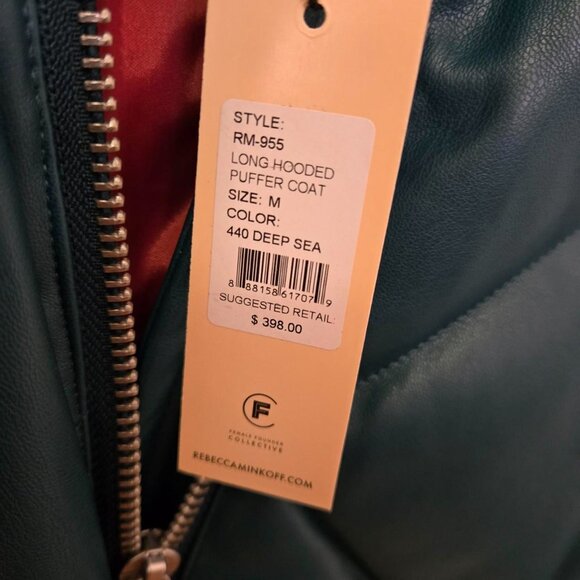 STYLE:
RM-955
LONG HOODED
PUFFER COAT
SIZE: M
COLOR:
440 DEEP SEA
8 88158 61707 9
SUGGESTED RETAIL:
$ 398.00
F
FEMALE FOUNDER
COLLECTIVE
REBECCAMINKOFF.COM